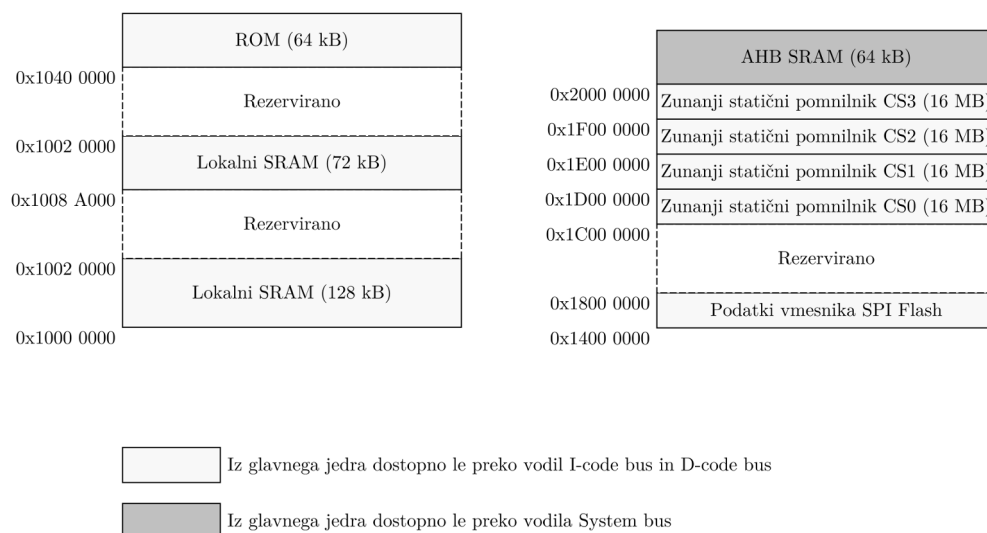 ROM (64 kB)
0x1040 0000
Rezervirano
0x1002 0000
Lokalni SRAM (72 kB)
0x1008 A000
Rezervirano
0x1002 0000
Lokalni SRAM (128 kB)
0x1000 0000
AHB SRAM (64 kB)
0x2000 0000
Zunanji statični pomnilnik CS3 (16 MB)
0x1F00 0000
Zunanji statični pomnilnik CS2 (16 MB)
0x1E00 0000
Zunanji statični pomnilnik CS1 (16 MB)
0x1D00 0000
Zunanji statični pomnilnik CS0 (16 MB)
0x1C00 0000
Rezervirano
0x1800 0000
Podatki vmesnika SPI Flash
0x1400 0000
Iz glavnega jedra dostopno le preko vodil I-code bus in D-code bus
Iz glavnega jedra dostopno le preko vodila System bus